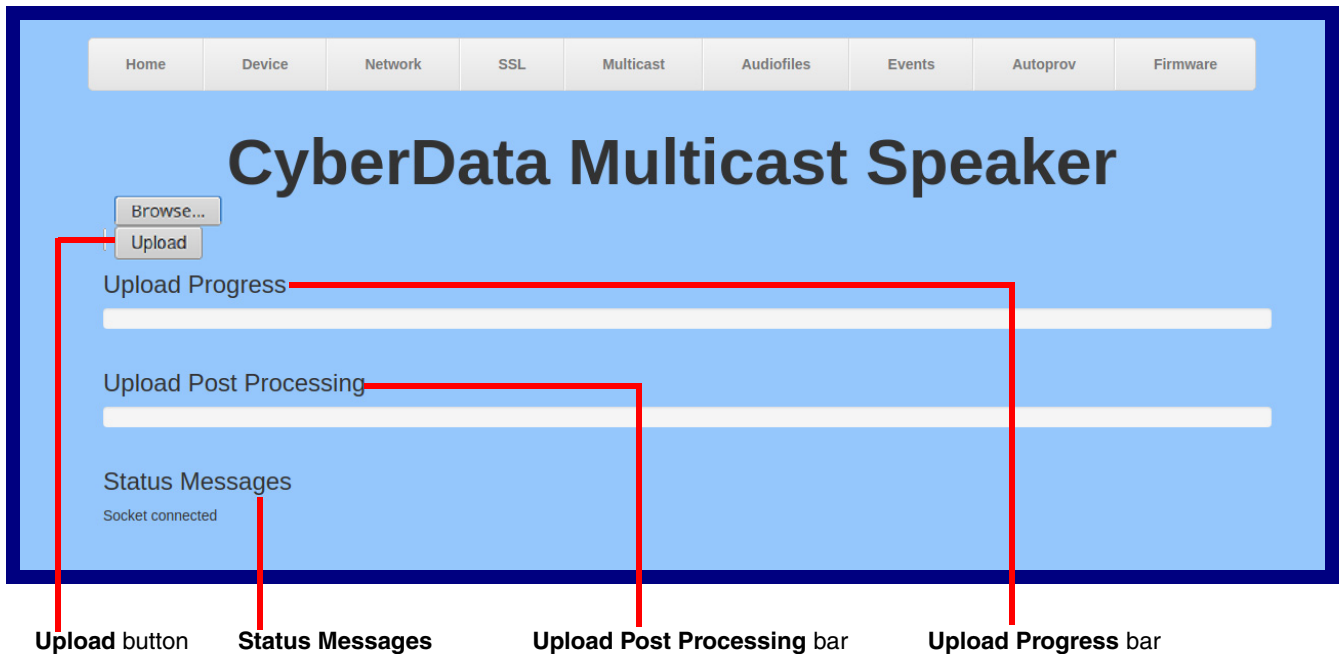 Home Device Network SSL Multicast Audiofiles Events Autoprov Firmware
CyberData Multicast Speaker
Browse...
Upload
Upload Progress
Upload Post Processing
Status Messages
Socket connected
Upload button Status Messages Upload Post Processing bar Upload Progress bar